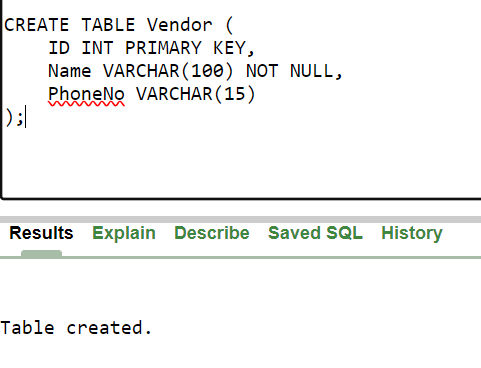 CREATE TABLE Vendor (
    ID INT PRIMARY KEY,
    Name VARCHAR(100) NOT NULL,
    PhoneNo VARCHAR(15)
);
Results Explain Describe Saved SQL History
Table created.